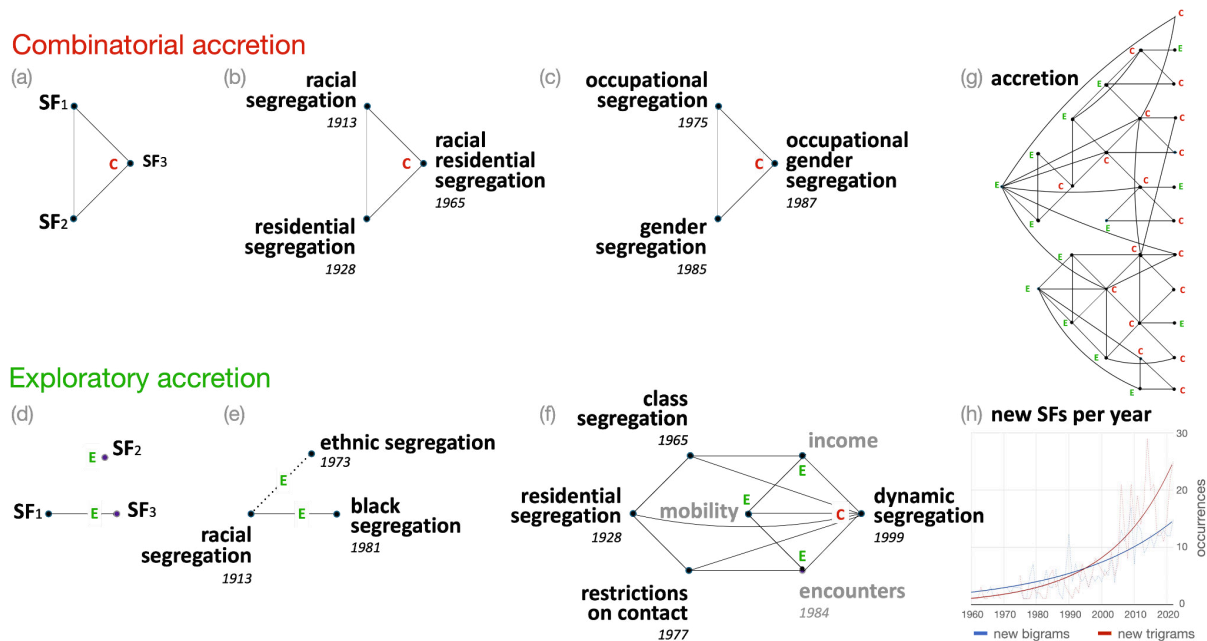 Combinatorial accretion
(a)
SF1
SF2
C
SF3
(b)
racial
segregation
1913
C
racial
residential
segregation
1965
residential
segregation
1928
(c)
occupational
segregation
1975
C
occupational
gender
segregation
1987
gender
segregation
1985
(g) accretion
C
C
E
E
C
E
C
C
E
C
C
E
C
C
E
E
C
E
E
C
E
C
C
E
C
C
E
E
C
C
E
C
E
C
Exploratory accretion
(d)
E
SF2
SF1
E
SF3
(e)
ethnic segregation
1973
E
E
black
segregation
1981
racial
segregation
1913
(f)
class
segregation
1965
income
E
residential
segregation
1928
mobility
E
C
dynamic
segregation
1999
E
restrictions
on contact
1977
encounters
1984
(h) new SFs per year
30
20
10
0
occurrences
1960
1970
1980
1990
2000
2010
2020
new bigrams
new trigrams